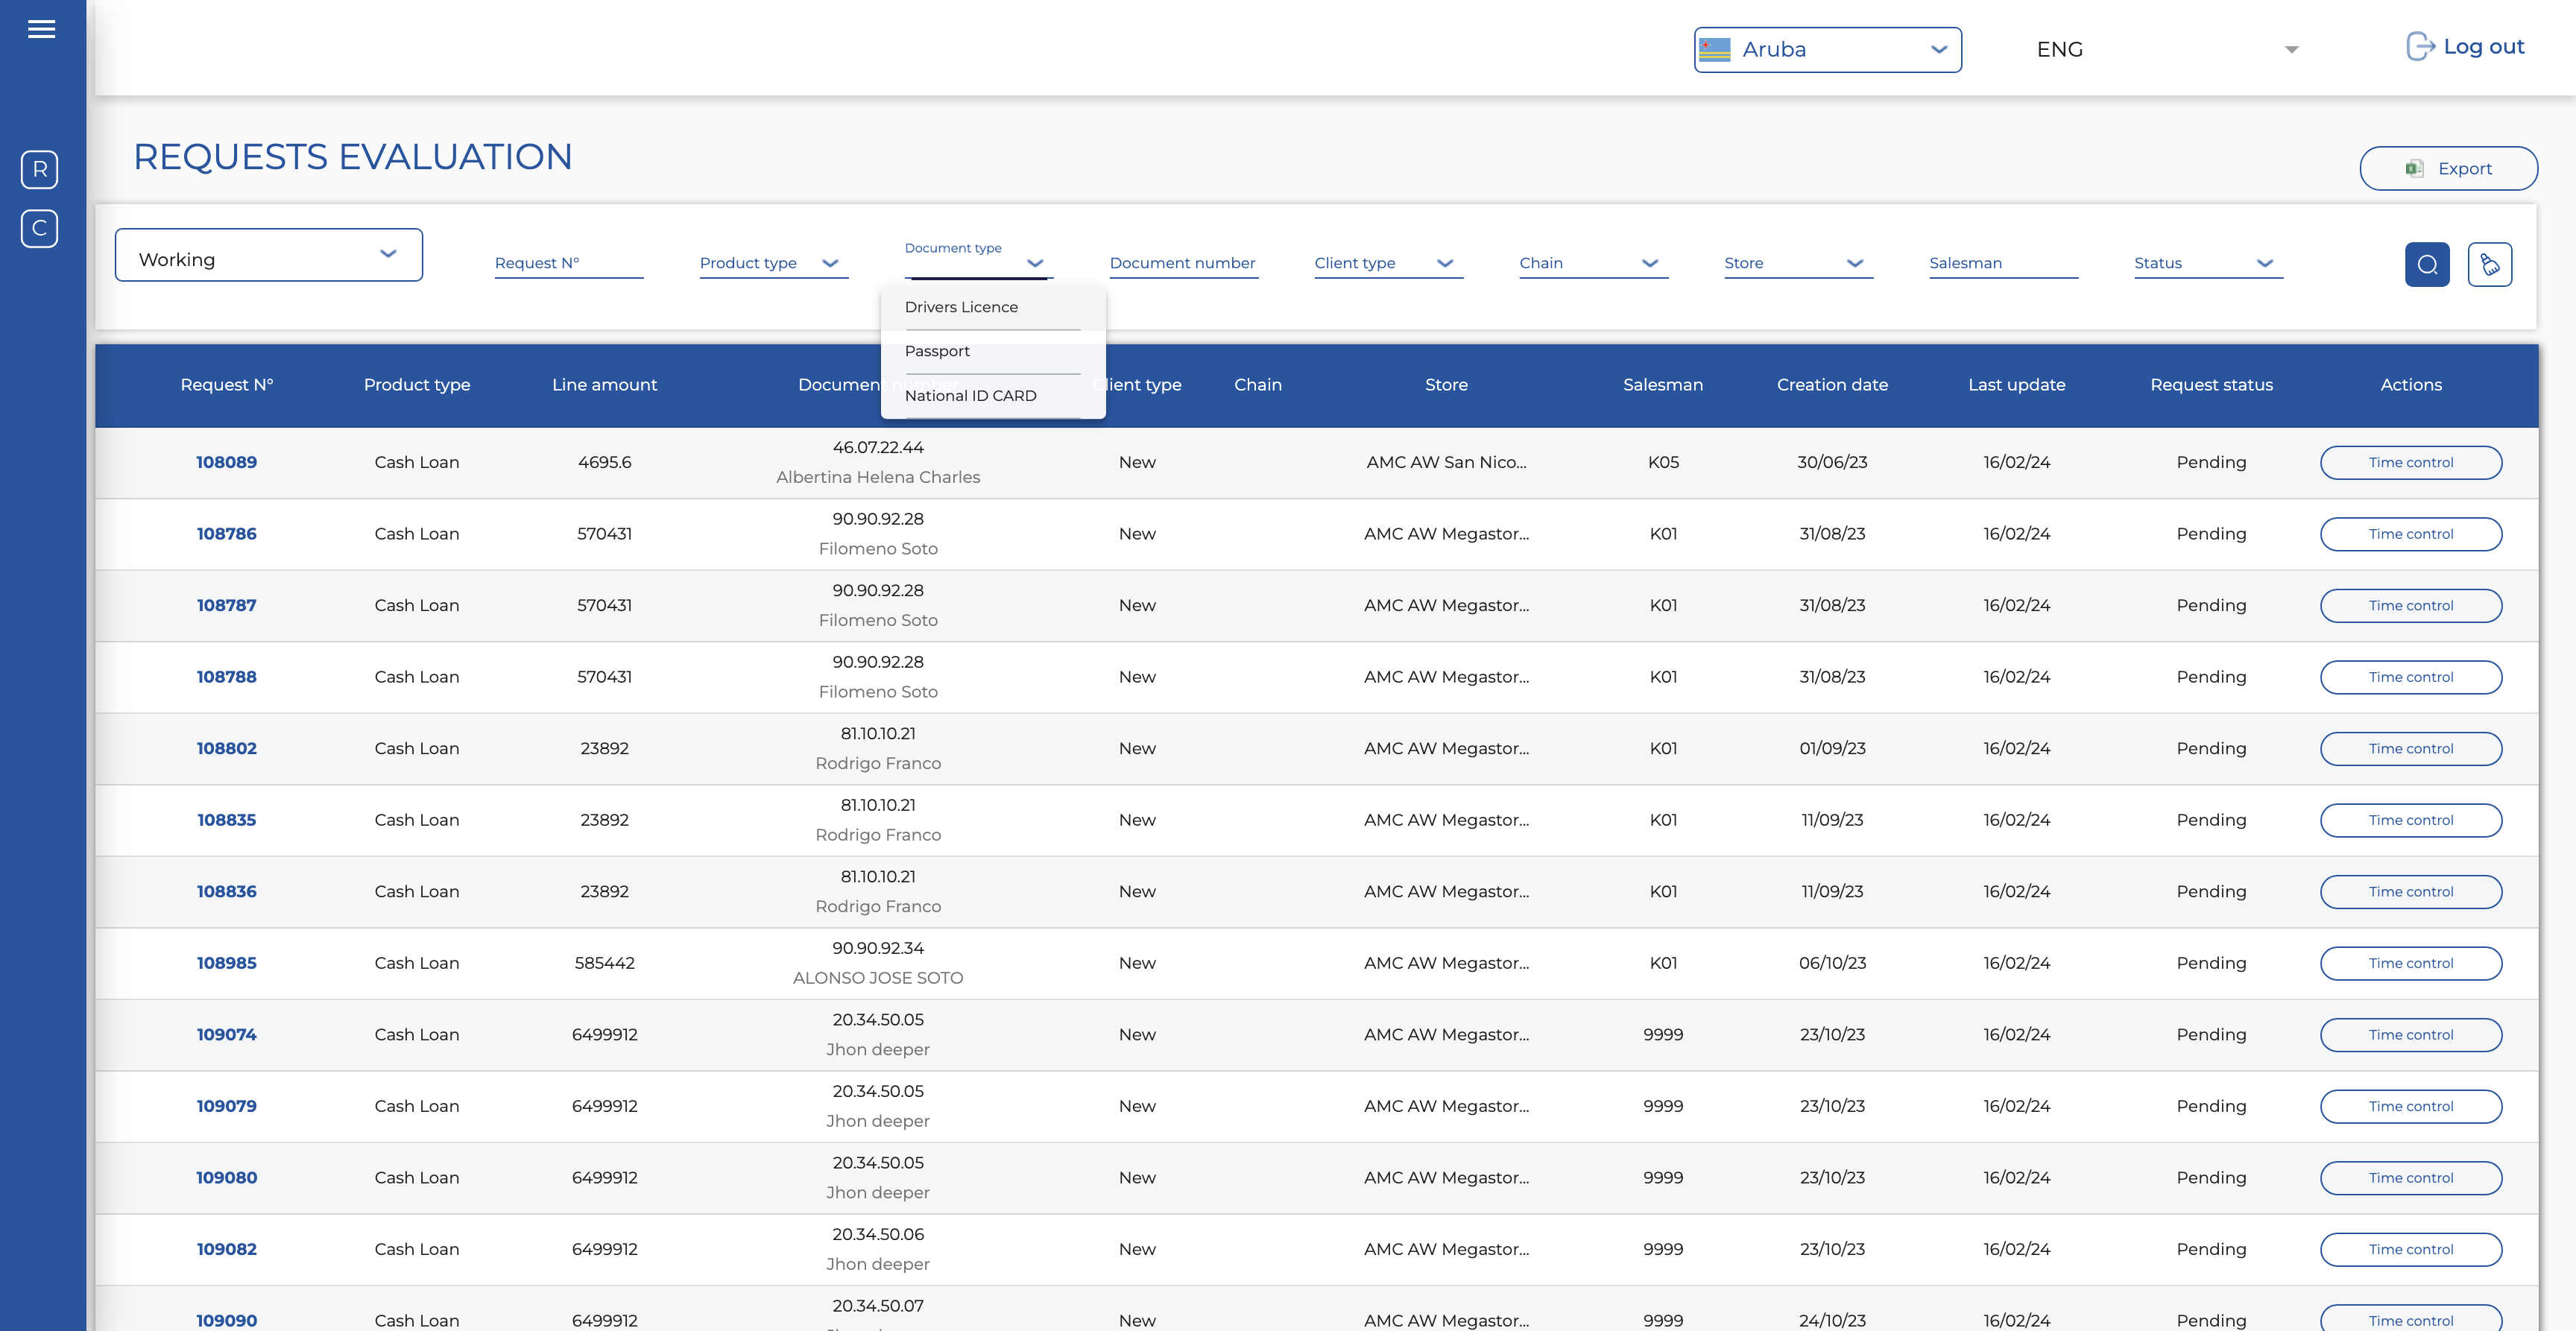 Aruba
ENG
Log out
R
C
REQUESTS EVALUATION
Export
Working
Request N°
Product type
Document type
Document number
Client type
Chain
Store
Salesman
Status
Drivers Licence
Passport
National ID CARD
Request N° Product type Line amount Document number Client type Chain Store Salesman Creation date Last update Request status Actions
108089 Cash Loan 4695.6 46.07.22.44 New AMC AW San Nico... K05 30/06/23 16/02/24 Pending Time control
Albertina Helena Charles
108786 Cash Loan 570431 90.90.92.28 New AMC AW Megastor... K01 31/08/23 16/02/24 Pending Time control
Filomeno Soto
108787 Cash Loan 570431 90.90.92.28 New AMC AW Megastor... K01 31/08/23 16/02/24 Pending Time control
Filomeno Soto
108788 Cash Loan 570431 90.90.92.28 New AMC AW Megastor... K01 31/08/23 16/02/24 Pending Time control
Filomeno Soto
108802 Cash Loan 23892 81.10.10.21 New AMC AW Megastor... K01 01/09/23 16/02/24 Pending Time control
Rodrigo Franco
108835 Cash Loan 23892 81.10.10.21 New AMC AW Megastor... K01 11/09/23 16/02/24 Pending Time control
Rodrigo Franco
108836 Cash Loan 23892 81.10.10.21 New AMC AW Megastor... K01 11/09/23 16/02/24 Pending Time control
Rodrigo Franco
108985 Cash Loan 585442 90.90.92.34 New AMC AW Megastor... K01 06/10/23 16/02/24 Pending Time control
ALONSO JOSE SOTO
109074 Cash Loan 6499912 20.34.50.05 New AMC AW Megastor... 9999 23/10/23 16/02/24 Pending Time control
Jhon deeper
109079 Cash Loan 6499912 20.34.50.05 New AMC AW Megastor... 9999 23/10/23 16/02/24 Pending Time control
Jhon deeper
109080 Cash Loan 6499912 20.34.50.05 New AMC AW Megastor... 9999 23/10/23 16/02/24 Pending Time control
Jhon deeper
109082 Cash Loan 6499912 20.34.50.06 New AMC AW Megastor... 9999 23/10/23 16/02/24 Pending Time control
Jhon deeper
109090 Cash Loan 6499912 20.34.50.07 New AMC AW Megastor... 9999 24/10/23 16/02/24 Pending Time control